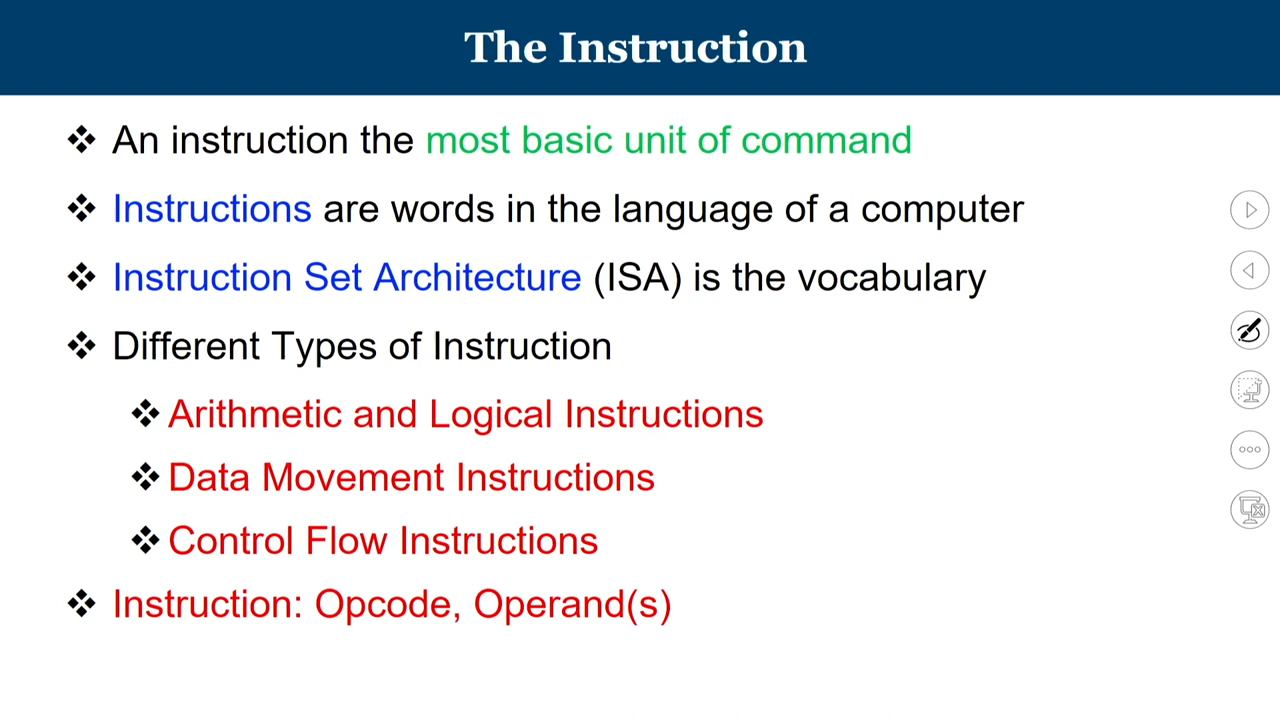 The Instruction
An instruction the most basic unit of command
Instructions are words in the language of a computer
Instruction Set Architecture (ISA) is the vocabulary
Different Types of Instruction
Arithmetic and Logical Instructions
Data Movement Instructions
Control Flow Instructions
Instruction: Opcode, Operand(s)